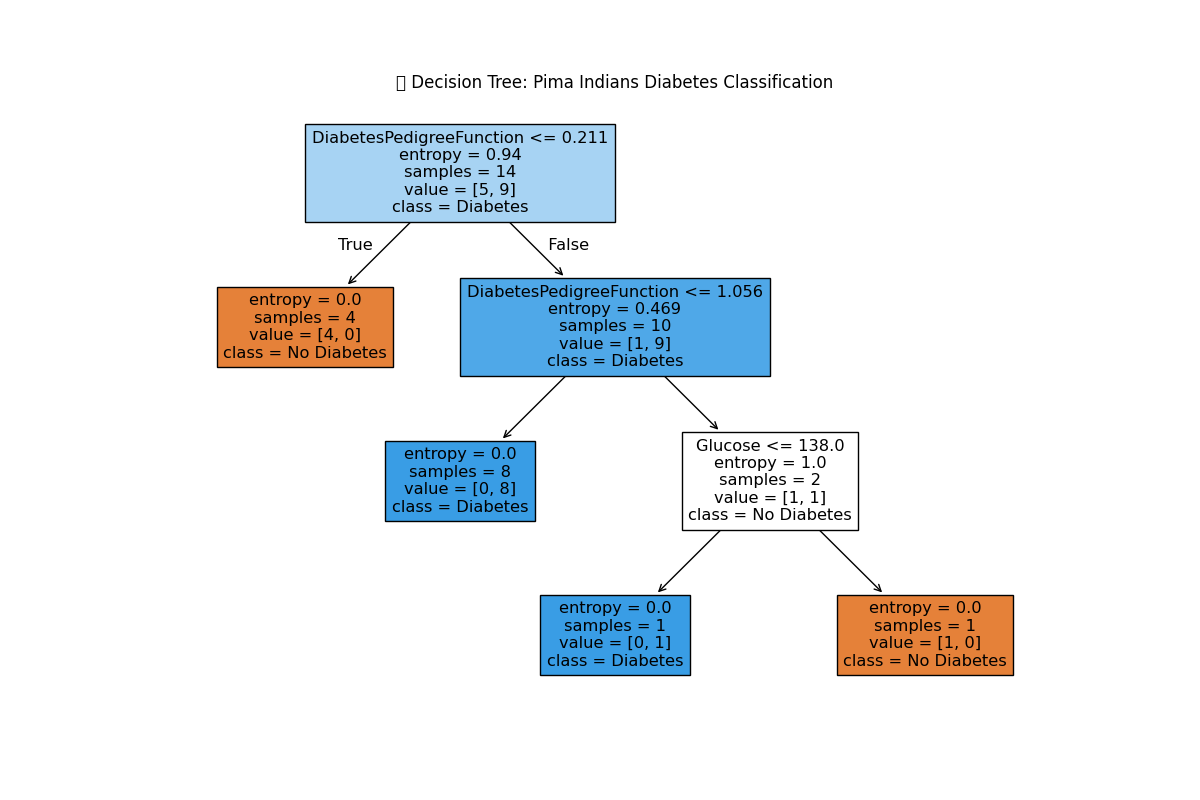 ▯ Decision Tree: Pima Indians Diabetes Classification
DiabetesPedigreeFunction <= 0.211
entropy = 0.94
samples = 14
value = [5, 9]
class = Diabetes
True
False
entropy = 0.0
samples = 4
value = [4, 0]
class = No Diabetes
DiabetesPedigreeFunction <= 1.056
entropy = 0.469
samples = 10
value = [1, 9]
class = Diabetes
entropy = 0.0
samples = 8
value = [0, 8]
class = Diabetes
Glucose <= 138.0
entropy = 1.0
samples = 2
value = [1, 1]
class = No Diabetes
entropy = 0.0
samples = 1
value = [0, 1]
class = Diabetes
entropy = 0.0
samples = 1
value = [1, 0]
class = No Diabetes